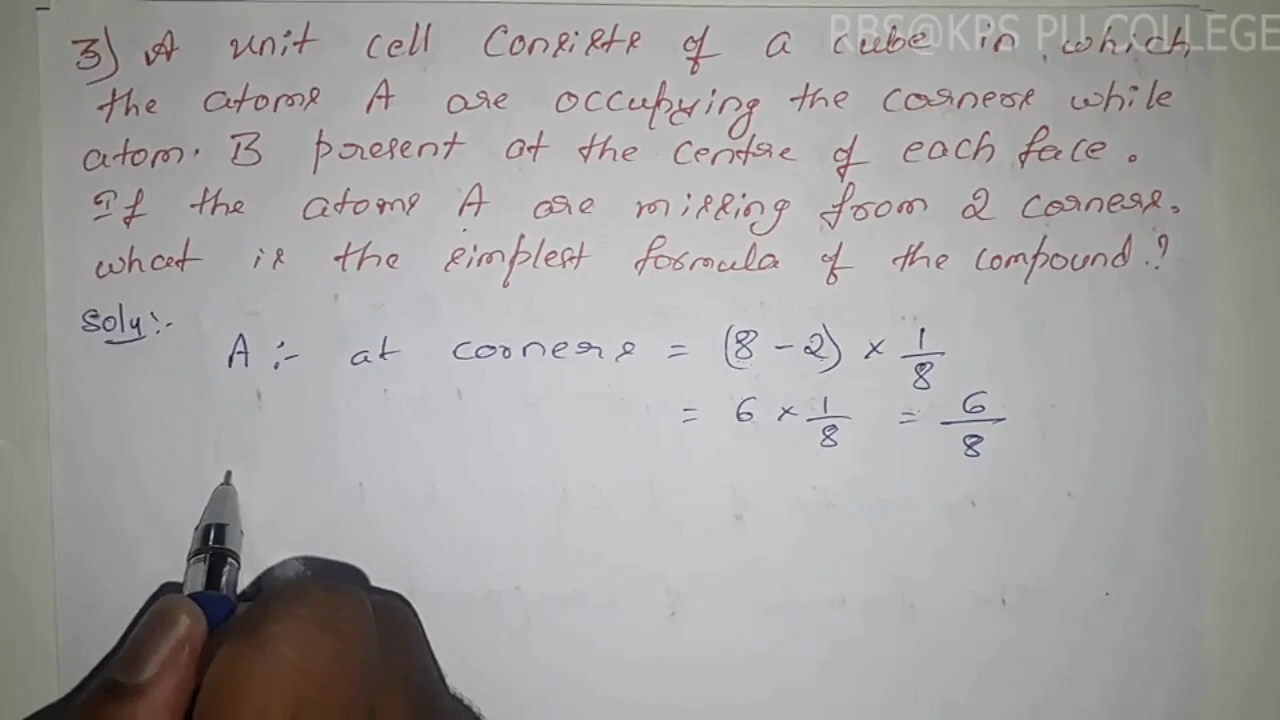 RBS@KPS PU COLLEGE
3) A unit cell Consists of a cube in which
the atoms A are occupying the corners while
atom. B present at the centre of each face.
If the atoms A are missing from 2 corners.
what is the simplest formula of the compound.?
Solu:-
A :- at corners = (8 - 2) × 1/8
= 6 × 1/8 = 6/8